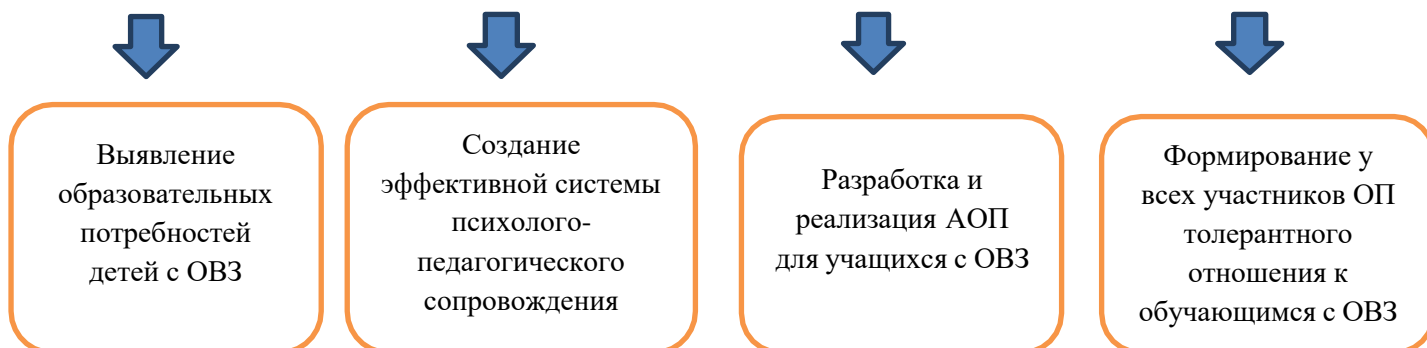 Выявление
образовательных
потребностей
детей с ОВЗ
Создание
эффективной системы
психолого-
педагогического
сопровождения
Разработка и
реализация АОП
для учащихся с ОВЗ
Формирование у
всех участников ОП
толерантного
отношения к
обучающимся с ОВЗ